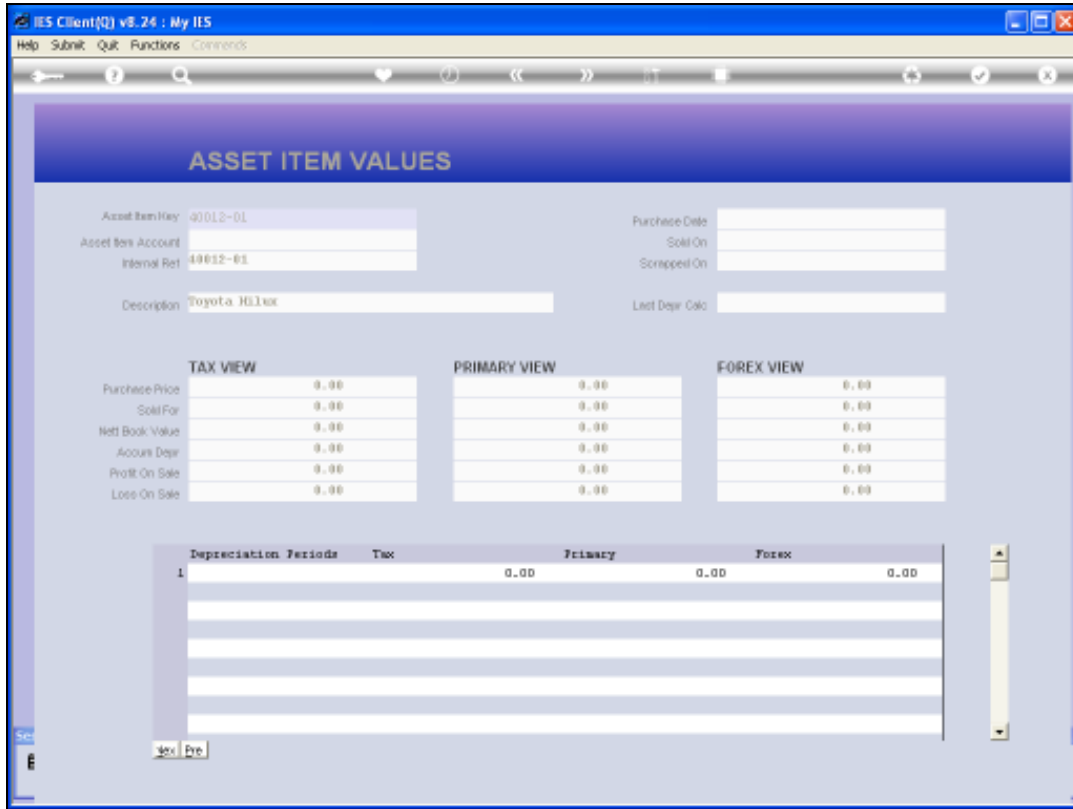 IES Client(Q) v8.24 : My IES
Help Submit Quit Functions Commends
ASSET ITEM VALUES
Asset Item Key 40012-01
Purchase Date
Asset Item Account
Sold On
Internal Ref 40012-01
Scrapped On
Description Toyota Hilux
Last Depr Calc
TAX VIEW PRIMARY VIEW FOREX VIEW
Purchase Price 0.00 0.00 0.00
Sold For 0.00 0.00 0.00
Nett Book Value 0.00 0.00 0.00
Accum Depr 0.00 0.00 0.00
Profit On Sale 0.00 0.00 0.00
Loss On Sale 0.00 0.00 0.00
Depreciation Periods Tax Primary Forex
1 0.00 0.00 0.00
Nex Pre